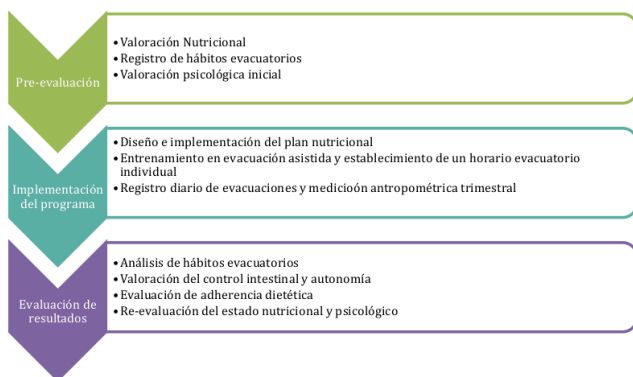 Pre-evaluación
•Valoración Nutricional
•Registro de hábitos evacuatorios
•Valoración psicológica inicial
Implementación
del programa
•Diseño e implementación del plan nutricional
•Entrenamiento en evacuación asistida y establecimiento de un horario evacuatorio
individual
•Registro diario de evacuaciones y medicioón antropométrica trimestral
Evaluación de
resultados
•Análisis de hábitos evacuatorios
•Valoración del control intestinal y autonomía
•Evaluación de adherencia dietética
•Re-evaluación del estado nutricional y psicológico